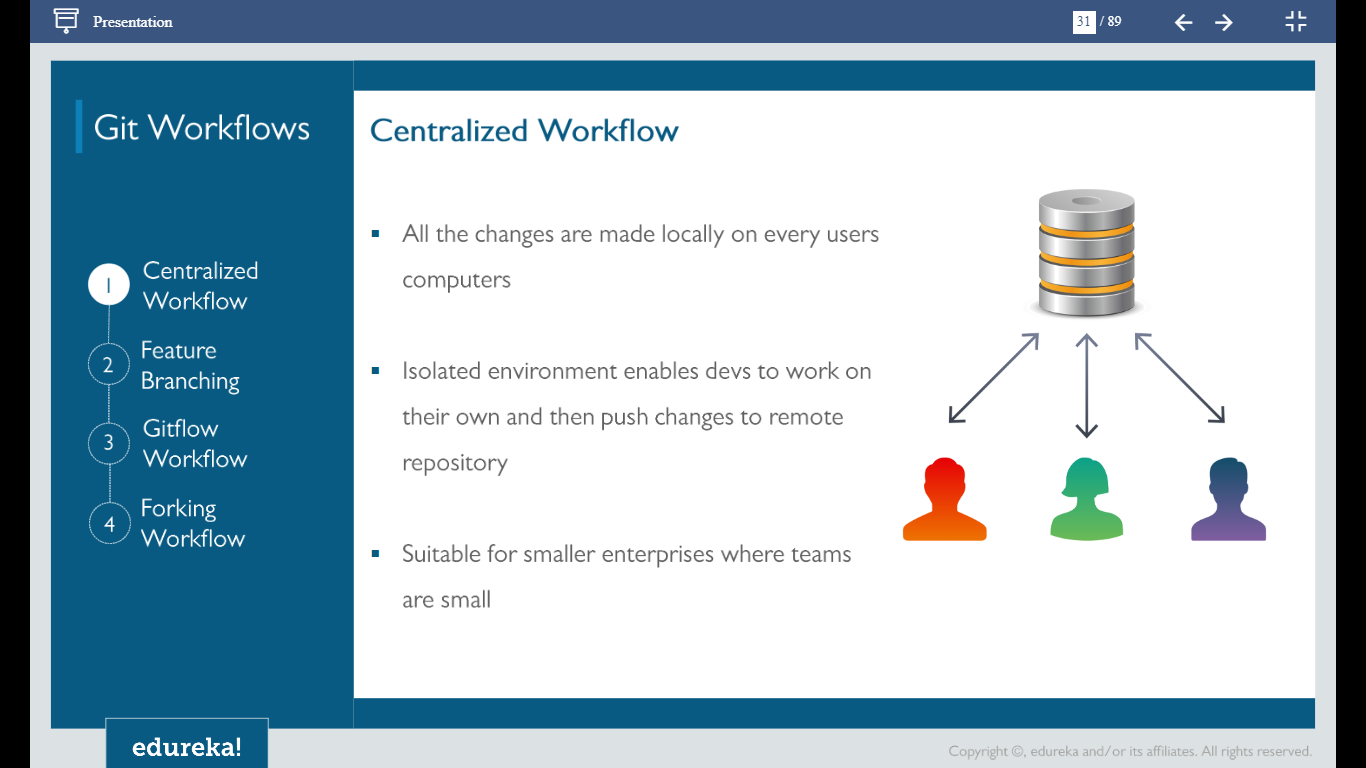 Presentation
31 / 89
Git Workflows
1
Centralized
Workflow
2
Feature
Branching
3
Gitflow
Workflow
4
Forking
Workflow
Centralized Workflow
▪ All the changes are made locally on every users
computers
▪ Isolated environment enables devs to work on
their own and then push changes to remote
repository
▪ Suitable for smaller enterprises where teams
are small
edureka!
Copyright ©, edureka and/or its affiliates. All rights reserved.